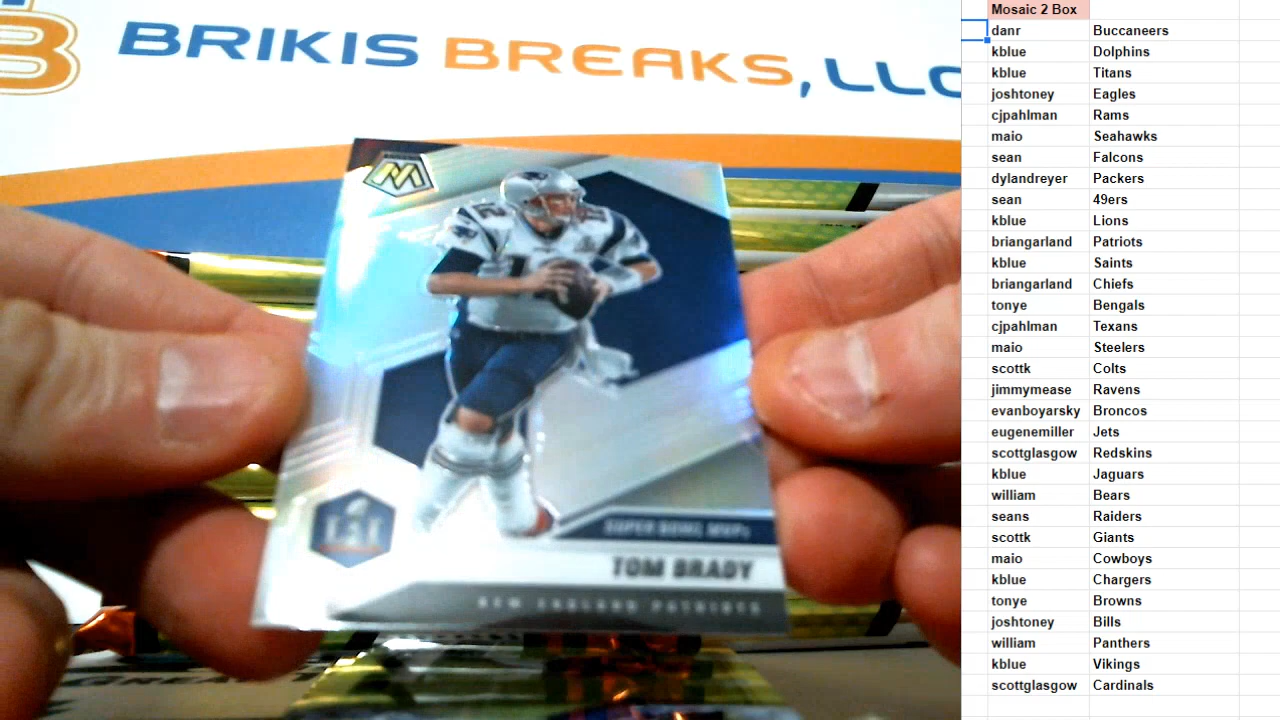 BRIKIS BREAKS, LLC
M
12
LI
SUPER BOWL MVPs
TOM BRADY
NEW ENGLAND PATRIOTS
Mosaic 2 Box
danr Buccaneers
kblue Dolphins
kblue Titans
joshtoney Eagles
cjpahlman Rams
maio Seahawks
sean Falcons
dylandreyer Packers
sean 49ers
kblue Lions
briangarland Patriots
kblue Saints
briangarland Chiefs
tonye Bengals
cjpahlman Texans
maio Steelers
scottk Colts
jimmymease Ravens
evanboyarsky Broncos
eugenemiller Jets
scottglasgow Redskins
kblue Jaguars
william Bears
seans Raiders
scottk Giants
maio Cowboys
kblue Chargers
tonye Browns
joshtoney Bills
william Panthers
kblue Vikings
scottglasgow Cardinals